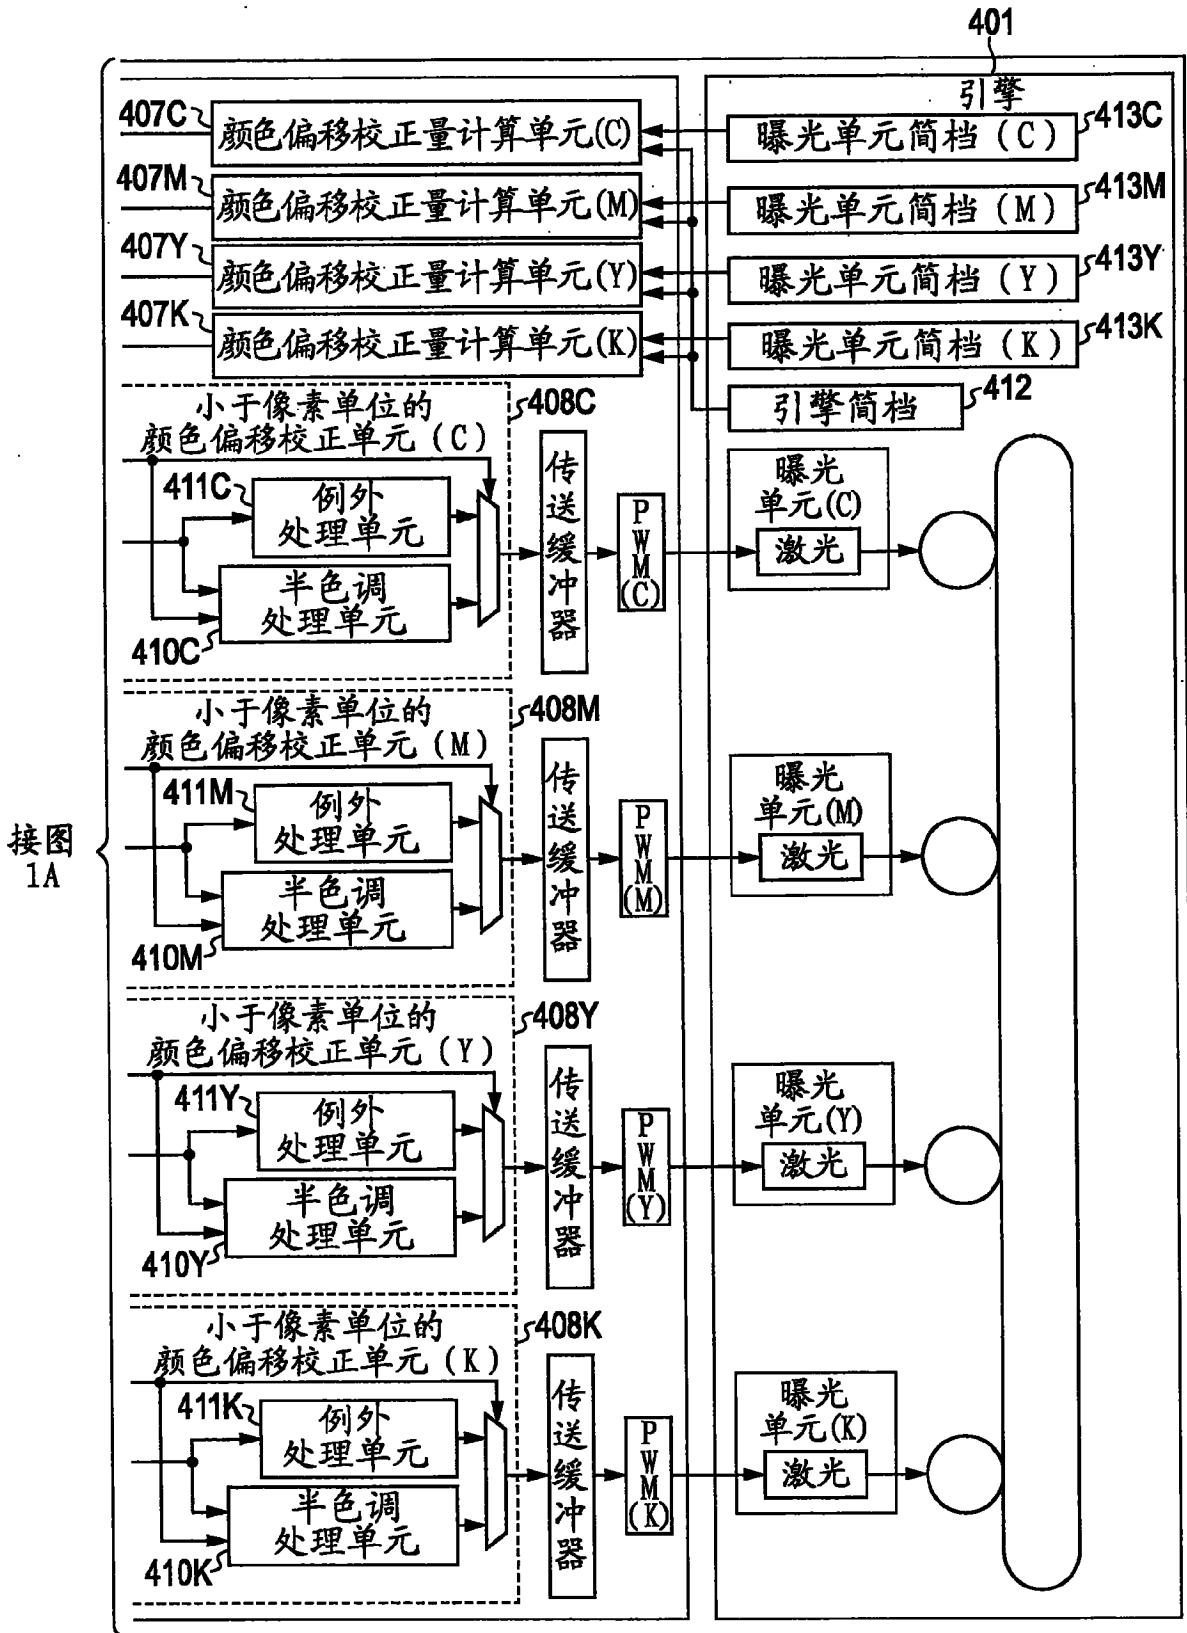 401
引擎
407C
颜色偏移校正量计算单元(C)
曝光单元简档(C)
413C
407M
颜色偏移校正量计算单元(M)
曝光单元简档(M)
413M
407Y
颜色偏移校正量计算单元(Y)
曝光单元简档(Y)
413Y
407K
颜色偏移校正量计算单元(K)
曝光单元简档(K)
413K
引擎简档
412
小于像素单位的
颜色偏移校正单元(C)
408C
411C
例外
处理单元
半色调
处理单元
410C
传送缓冲器
PWM(C)
曝光
单元(C)
激光
小于像素单位的
颜色偏移校正单元(M)
408M
411M
例外
处理单元
半色调
处理单元
410M
传送缓冲器
PWM(M)
曝光
单元(M)
激光
接图
1A
小于像素单位的
颜色偏移校正单元(Y)
408Y
411Y
例外
处理单元
半色调
处理单元
410Y
传送缓冲器
PWM(Y)
曝光
单元(Y)
激光
小于像素单位的
颜色偏移校正单元(K)
408K
411K
例外
处理单元
半色调
处理单元
410K
传送缓冲器
PWM(K)
曝光
单元(K)
激光